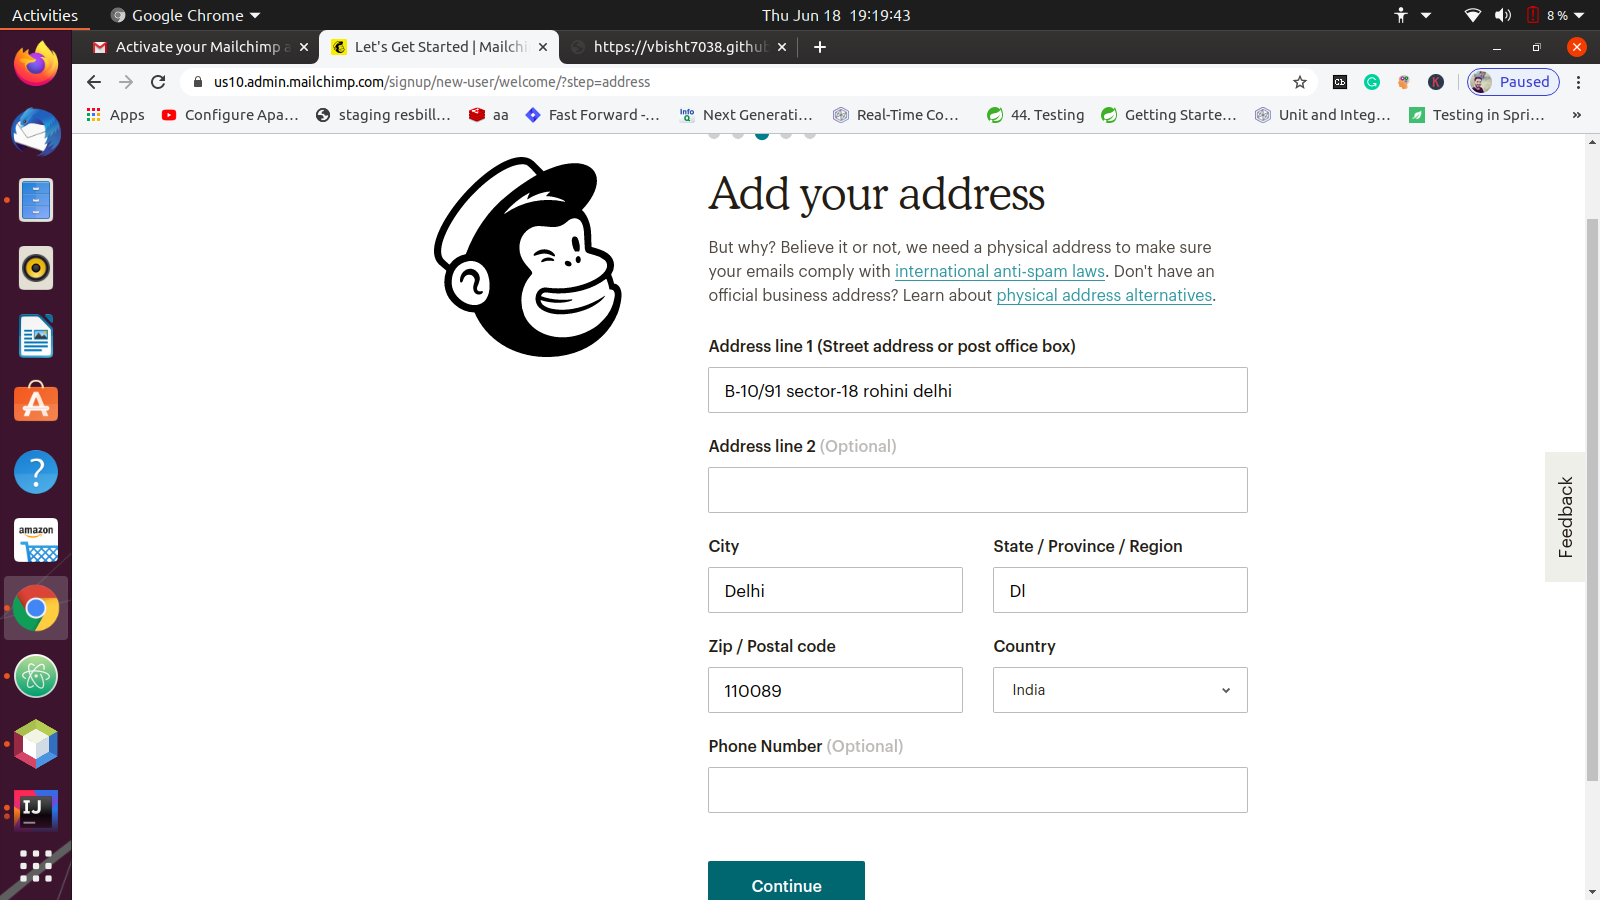 Activities
Google Chrome
Thu Jun 18 19:19:43
8 %
Activate your Mailchimp a
Let's Get Started | Mailchi
https://vbisht7038.githu
us10.admin.mailchimp.com/signup/new-user/welcome/?step=address
Paused
Apps
Configure Apa...
staging resbill...
aa
Fast Forward -...
Next Generati...
Real-Time Co...
44. Testing
Getting Starte...
Unit and Integ...
Testing in Spri...
»
Add your address
But why? Believe it or not, we need a physical address to make sure
your emails comply with international anti-spam laws. Don't have an
official business address? Learn about physical address alternatives.
Address line 1 (Street address or post office box)
B-10/91 sector-18 rohini delhi
Address line 2 (Optional)
City
State / Province / Region
Delhi
Dl
Zip / Postal code
Country
110089
India
Phone Number (Optional)
Continue
Feedback
amazon
IJ